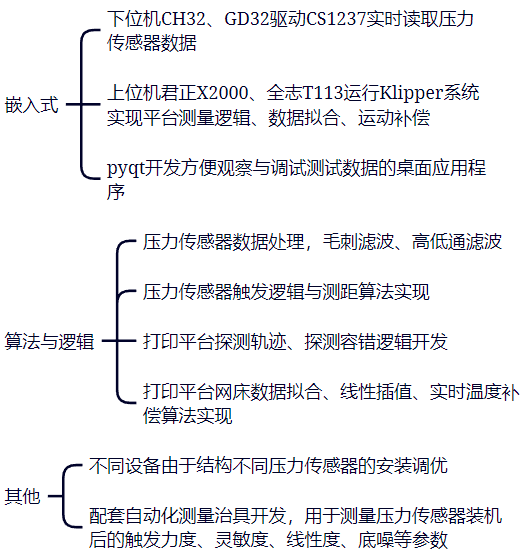 下位机CH32、GD32驱动CS1237实时读取压力
传感器数据
嵌入式
上位机君正X2000、全志T113运行Klipper系统
实现平台测量逻辑、数据拟合、运动补偿
pyqt开发方便观察与调试测试数据的桌面应用程
序
压力传感器数据处理，毛刺滤波、高低通滤波
压力传感器触发逻辑与测距算法实现
算法与逻辑
打印平台探测轨迹、探测容错逻辑开发
打印平台网床数据拟合、线性插值、实时温度补
偿算法实现
不同设备由于结构不同压力传感器的安装调优
其他
配套自动化测量治具开发，用于测量压力传感器装机
后的触发力度、灵敏度、线性度、底噪等参数